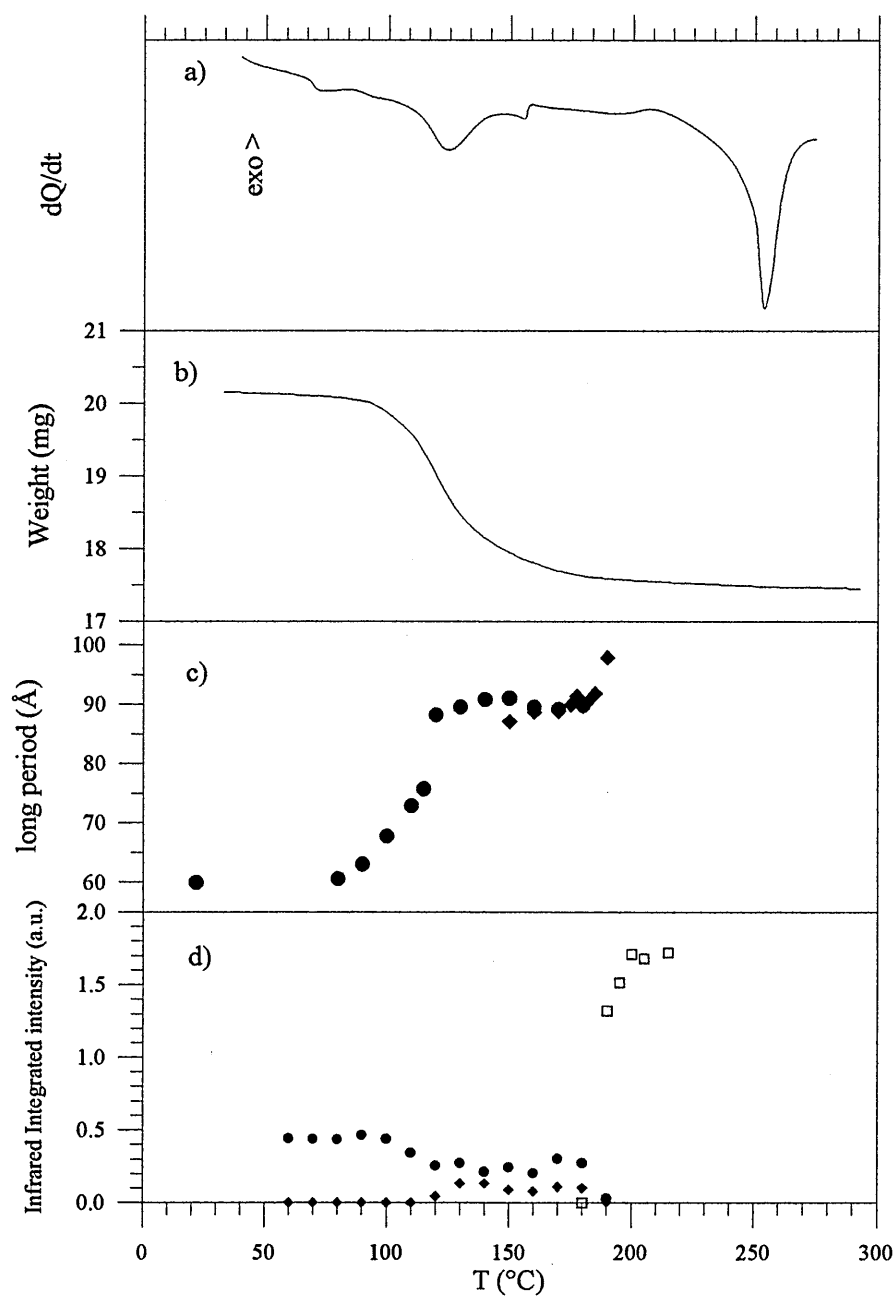 a)
dQ/dt
exo >
21
b)
20
19
18
17
Weight (mg)
100
c)
90
80
70
60
long period (Å)
2.0
d)
1.5
1.0
0.5
0.0
Infrared Integrated intensity (a.u.)
0 50 100 150 200 250 300
T (°C)